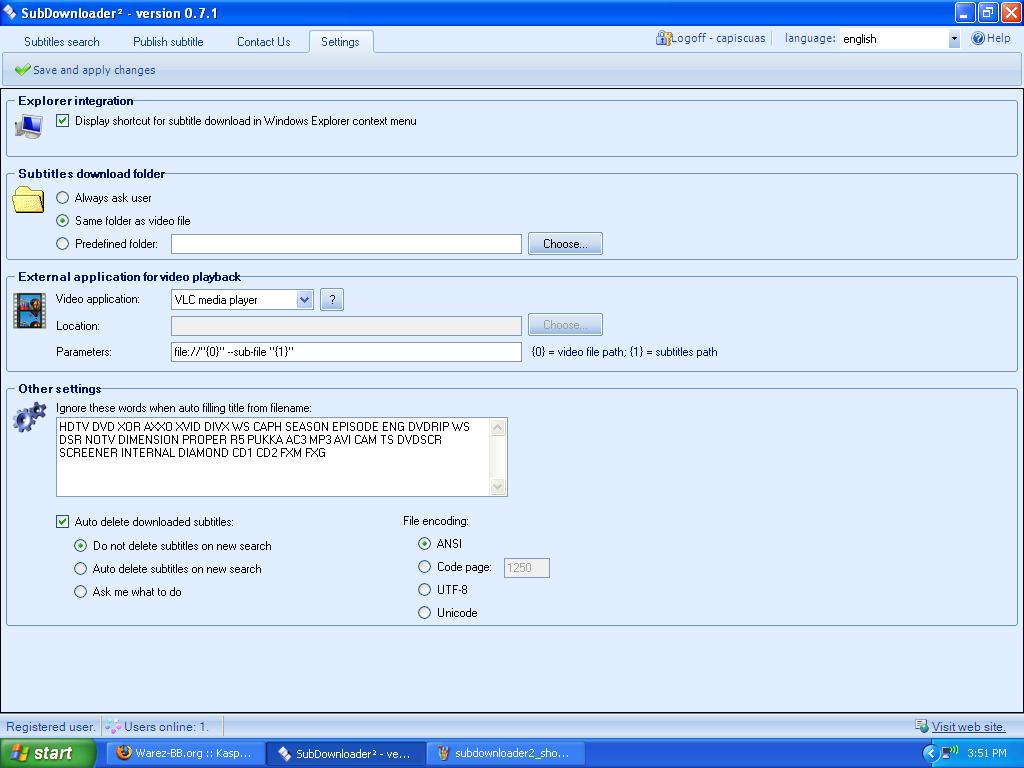 SubDownloader² - version 0.7.1
Subtitles search Publish subtitle Contact Us Settings Logoff - capiscuas language: english Help
Save and apply changes
Explorer integration
Display shortcut for subtitle download in Windows Explorer context menu
Subtitles download folder
Always ask user
Same folder as video file
Predefined folder: Choose...
External application for video playback
Video application: VLC media player ?
Location: Choose...
Parameters: file://"{0}" --sub-file "{1}" {0} = video file path; {1} = subtitles path
Other settings
Ignore these words when auto filling title from filename:
HDTV DVD XOR AXXO XVID DIVX WS CAPH SEASON EPISODE ENG DVDRIP WS
DSR NOTV DIMENSION PROPER R5 PUKKA AC3 MP3 AVI CAM TS DVDSCR
SCREENER INTERNAL DIAMOND CD1 CD2 FXM FXG
Auto delete downloaded subtitles: File encoding:
Do not delete subtitles on new search ANSI
Auto delete subtitles on new search Code page: 1250
Ask me what to do UTF-8
Unicode
Registered user. Users online: 1. Visit web site.
start Warez-BB.org :: Kasp... SubDownloader² - ve... subdownloader2_sho... 3:51 PM